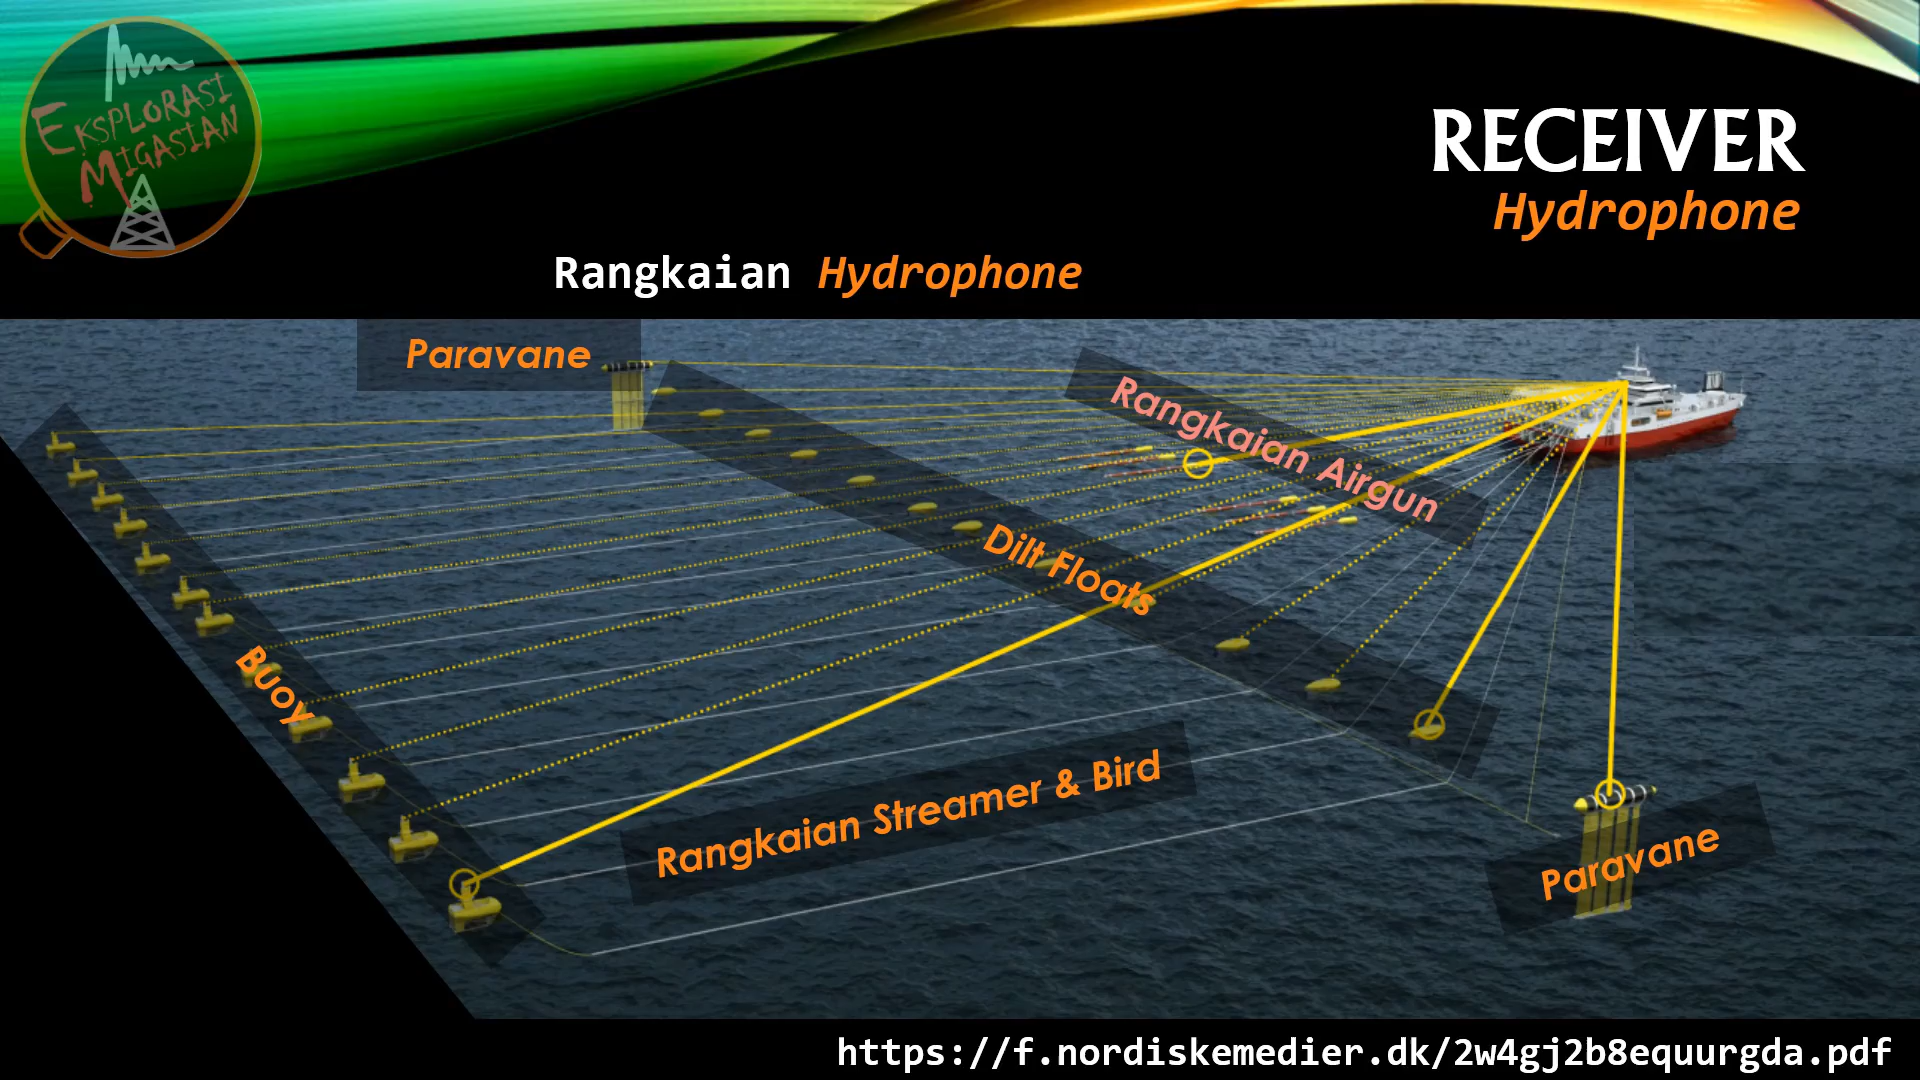 EKSPLORASI
MIGASIAN
RECEIVER
Hydrophone
Rangkaian Hydrophone
Paravane
Rangkaian Airgun
Dilt Floats
Buoy
Rangkaian Streamer & Bird
Paravane
https://f.nordiskemedier.dk/2w4gj2b8equurgda.pdf